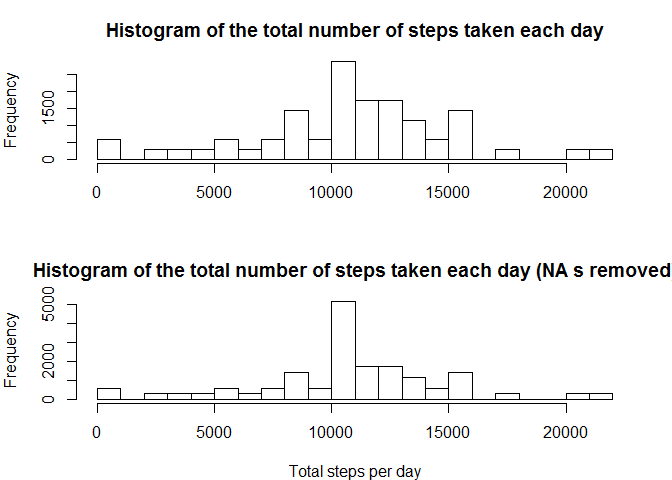 Histogram of the total number of steps taken each day
Frequency
0 1500
0 5000 10000 15000 20000
Histogram of the total number of steps taken each day (NA s removed
Frequency
0 2000 5000
0 5000 10000 15000 20000
Total steps per day